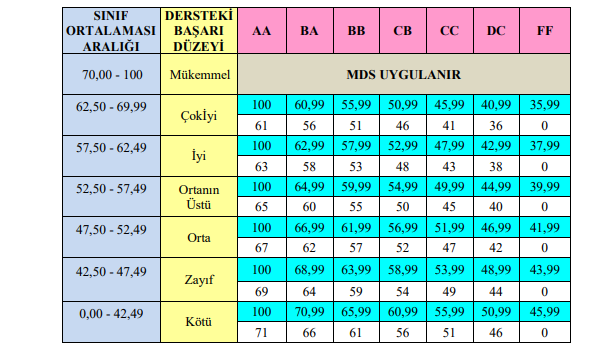 SINIF ORTALAMASI ARALIĞI DERSTEKİ BAŞARI DÜZEYİ AA BA BB CB CC DC FF
70,00 - 100 Mükemmel MDS UYGULANIR
62,50 - 69,99 Çokİyi 100 60,99 55,99 50,99 45,99 40,99 35,99
61 56 51 46 41 36 0
57,50 - 62,49 İyi 100 62,99 57,99 52,99 47,99 42,99 37,99
63 58 53 48 43 38 0
52,50 - 57,49 Ortanın Üstü 100 64,99 59,99 54,99 49,99 44,99 39,99
65 60 55 50 45 40 0
47,50 - 52,49 Orta 100 66,99 61,99 56,99 51,99 46,99 41,99
67 62 57 52 47 42 0
42,50 - 47,49 Zayıf 100 68,99 63,99 58,99 53,99 48,99 43,99
69 64 59 54 49 44 0
0,00 - 42,49 Kötü 100 70,99 65,99 60,99 55,99 50,99 45,99
71 66 61 56 51 46 0